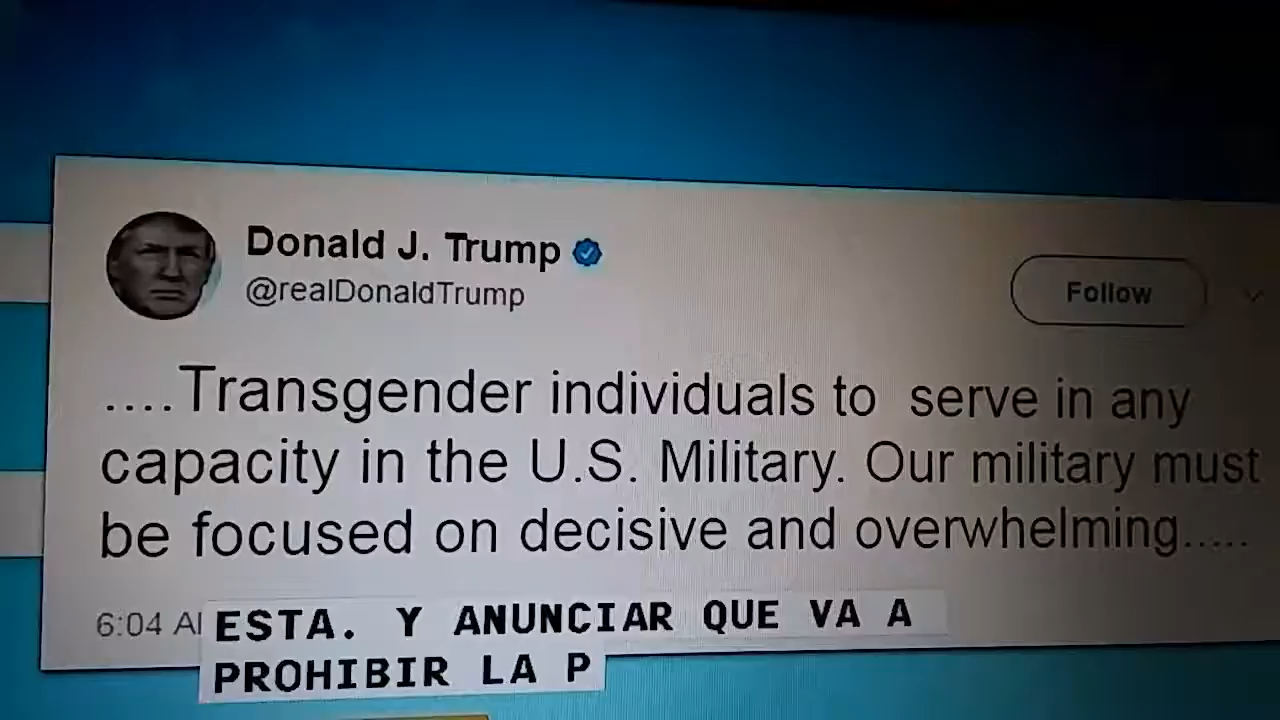 Donald J. Trump
@realDonaldTrump
Follow
....Transgender individuals to serve in any
capacity in the U.S. Military. Our military must
be focused on decisive and overwhelming.....
6:04 A
ESTA. Y ANUNCIAR QUE VA A
PROHIBIR LA P